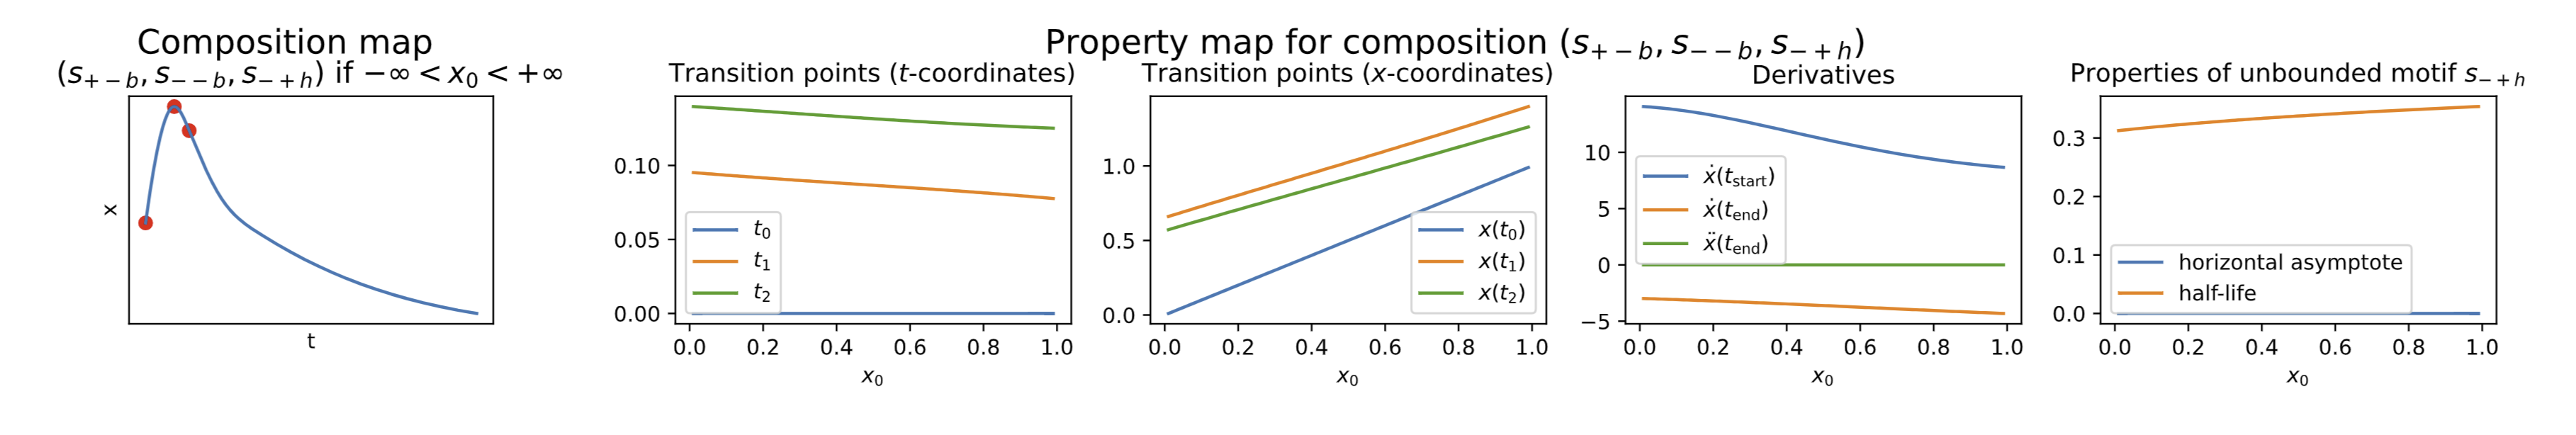 Composition map
(s₊₋b, s₋₋b, s₋₊h) if −∞ < x₀ < +∞
x
t
Property map for composition (s₊₋b, s₋₋b, s₋₊h)
Transition points (t-coordinates)
0.10
0.05
0.00
t₀
t₁
t₂
0.0 0.2 0.4 0.6 0.8 1.0
x₀
Transition points (x-coordinates)
1.0
0.5
0.0
x(t₀)
x(t₁)
x(t₂)
0.0 0.2 0.4 0.6 0.8 1.0
x₀
Derivatives
10
5
0
−5
ẋ(t_start)
ẋ(t_end)
ẍ(t_end)
0.0 0.2 0.4 0.6 0.8 1.0
x₀
Properties of unbounded motif s₋₊h
0.3
0.2
0.1
0.0
horizontal asymptote
half-life
0.0 0.2 0.4 0.6 0.8 1.0
x₀